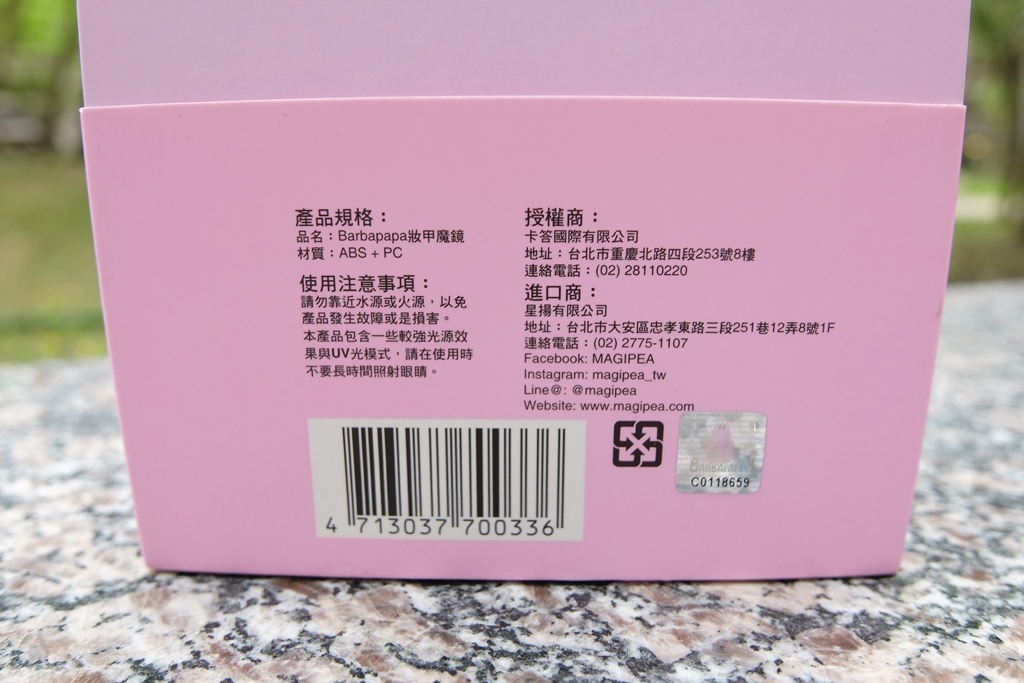 產品規格：
品名：Barbapapa妝甲魔鏡
材質：ABS + PC
使用注意事項：
請勿靠近水源或火源，以免
產品發生故障或是損害。
本產品包含一些較強光源效
果與UV光模式，請在使用時
不要長時間照射眼睛。
授權商：
卡答國際有限公司
地址：台北市重慶北路四段253號8樓
連絡電話：(02) 28110220
進口商：
星揚有限公司
地址：台北市大安區忠孝東路三段251巷12弄8號1F
連絡電話：(02) 2775-1107
Facebook: MAGIPEA
Instagram: magipea_tw
Line@: @magipea
Website: www.magipea.com
4 713037 700336
BARBAPAPA
C0118659